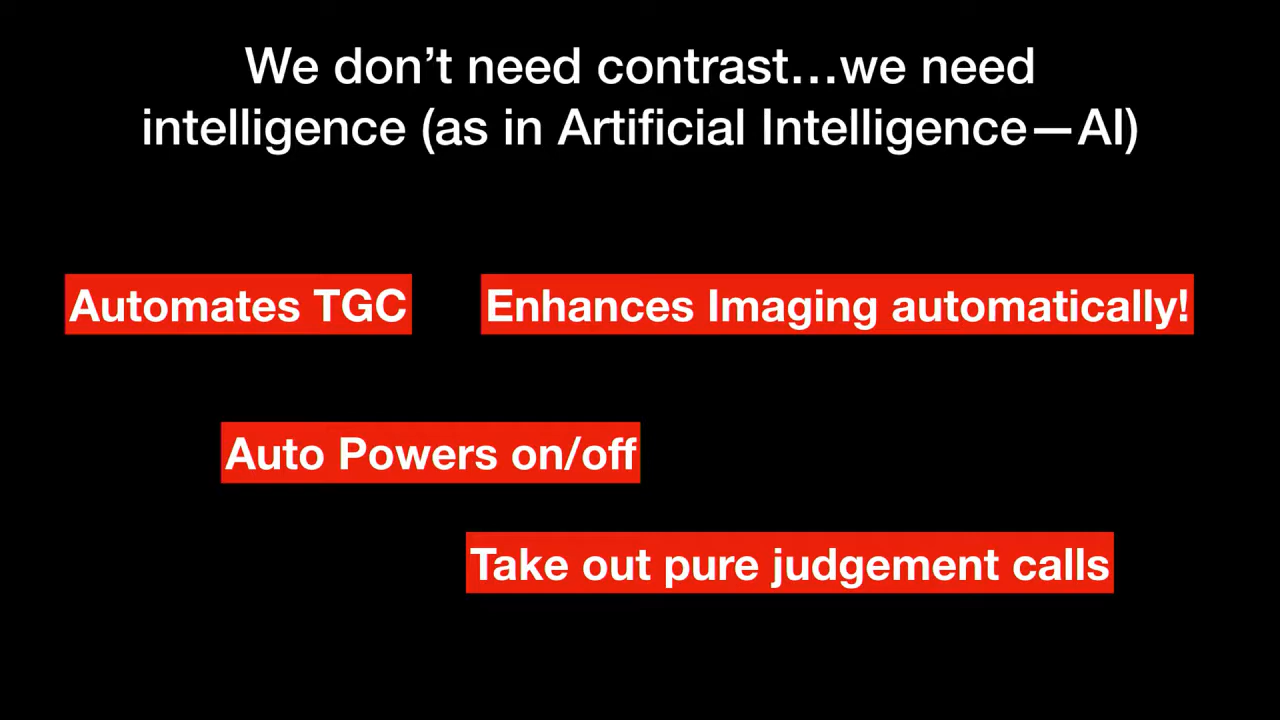 We don’t need contrast…we need
intelligence (as in Artificial Intelligence—AI)
Automates TGC
Enhances Imaging automatically!
Auto Powers on/off
Take out pure judgement calls